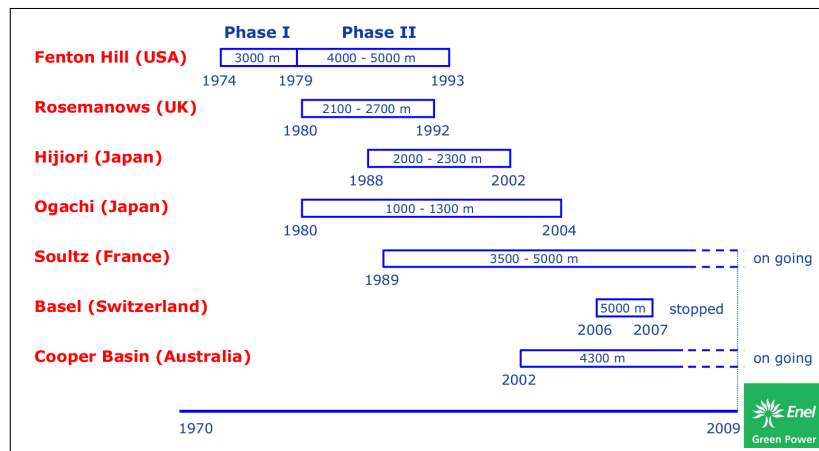 Phase I Phase II
Fenton Hill (USA) 3000 m 4000 - 5000 m
1974 1979 1993
Rosemanows (UK) 2100 - 2700 m
1980 1992
Hijiori (Japan) 2000 - 2300 m
1988 2002
Ogachi (Japan) 1000 - 1300 m
1980 2004
Soultz (France) 3500 - 5000 m on going
1989
Basel (Switzerland) 5000 m stopped
2006 2007
Cooper Basin (Australia) 4300 m on going
2002
1970 2009
Enel
Green Power